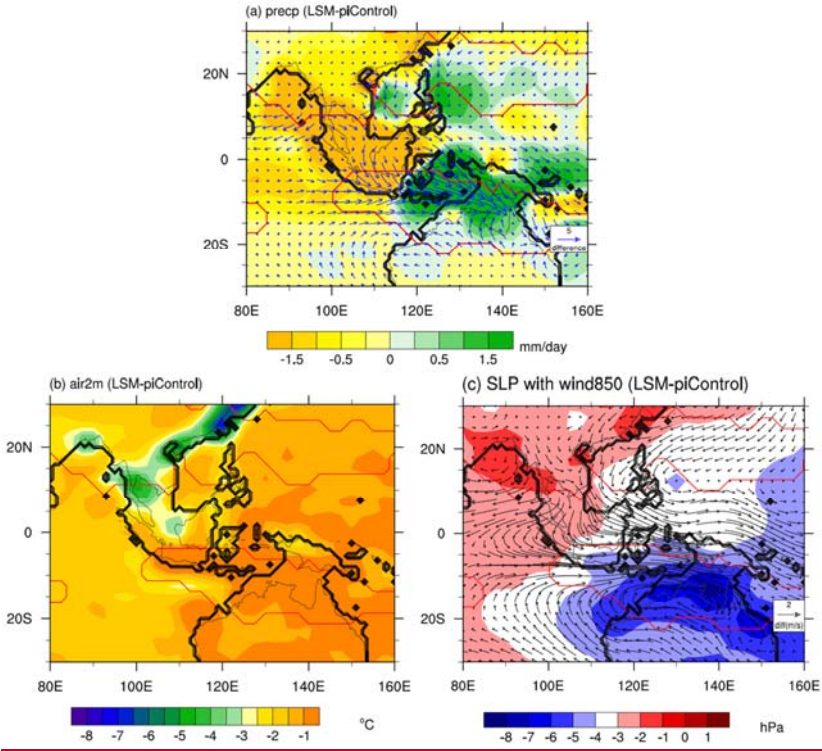 (a) precp (LSM-piControl)
20N
0
20S
5
difference
80E 100E 120E 140E 160E
-1.5 -0.5 0 0.5 1.5 mm/day
(b) air2m (LSM-piControl)
20N
0
20S
80E 100E 120E 140E 160E
-8 -7 -6 -5 -4 -3 -2 -1 °C
(c) SLP with wind850 (LSM-piControl)
20N
0
20S
2
diff(m/s)
80E 100E 120E 140E 160E
-8 -7 -6 -5 -4 -3 -2 -1 0 1 hPa